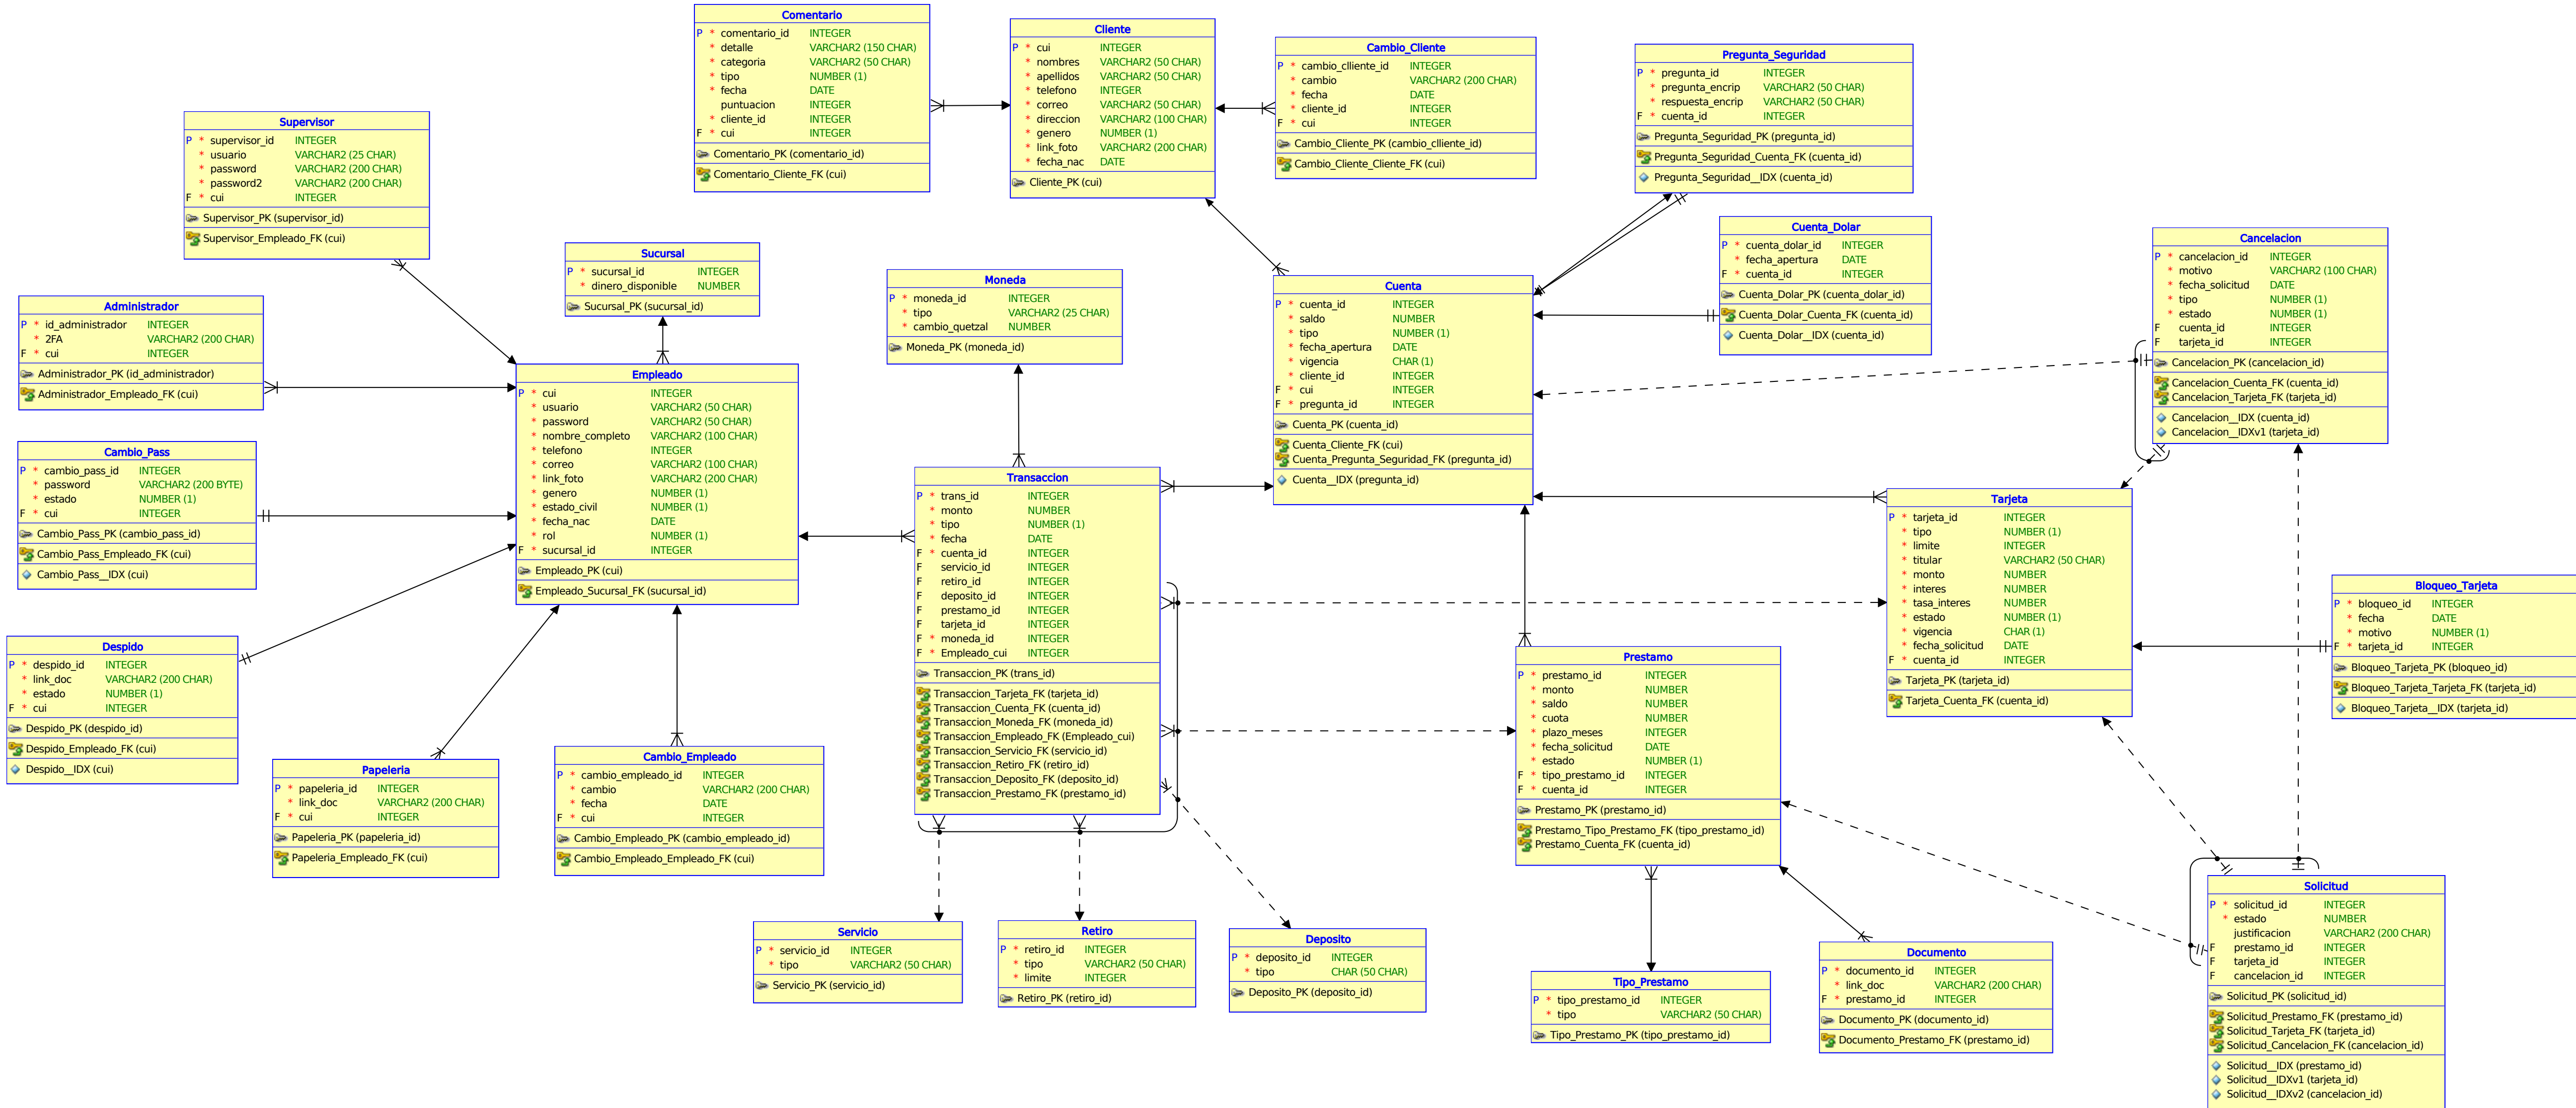 Comentario
P * comentario_id INTEGER
* detalle VARCHAR2 (150 CHAR)
* categoria VARCHAR2 (50 CHAR)
* tipo NUMBER (1)
* fecha DATE
puntuacion INTEGER
* cliente_id INTEGER
F * cui INTEGER
Comentario_PK (comentario_id)
Comentario_Cliente_FK (cui)
Cliente
P * cui INTEGER
* nombres VARCHAR2 (50 CHAR)
* apellidos VARCHAR2 (50 CHAR)
* telefono INTEGER
* correo VARCHAR2 (50 CHAR)
* direccion VARCHAR2 (100 CHAR)
* genero NUMBER (1)
* link_foto VARCHAR2 (200 CHAR)
* fecha_nac DATE
Cliente_PK (cui)
Cambio_Cliente
P * cambio_clliente_id INTEGER
* cambio VARCHAR2 (200 CHAR)
* fecha DATE
* cliente_id INTEGER
F * cui INTEGER
Cambio_Cliente_PK (cambio_clliente_id)
Cambio_Cliente_Cliente_FK (cui)
Pregunta_Seguridad
P * pregunta_id INTEGER
* pregunta_encrip VARCHAR2 (50 CHAR)
* respuesta_encrip VARCHAR2 (50 CHAR)
F * cuenta_id INTEGER
Pregunta_Seguridad_PK (pregunta_id)
Pregunta_Seguridad_Cuenta_FK (cuenta_id)
Pregunta_Seguridad__IDX (cuenta_id)
Supervisor
P * supervisor_id INTEGER
* usuario VARCHAR2 (25 CHAR)
* password VARCHAR2 (200 CHAR)
* password2 VARCHAR2 (200 CHAR)
F * cui INTEGER
Supervisor_PK (supervisor_id)
Supervisor_Empleado_FK (cui)
Sucursal
P * sucursal_id INTEGER
* dinero_disponible NUMBER
Sucursal_PK (sucursal_id)
Moneda
P * moneda_id INTEGER
* tipo VARCHAR2 (25 CHAR)
* cambio_quetzal NUMBER
Moneda_PK (moneda_id)
Cuenta
P * cuenta_id INTEGER
* saldo NUMBER
* tipo NUMBER (1)
* fecha_apertura DATE
* vigencia CHAR (1)
* cliente_id INTEGER
F * cui INTEGER
F * pregunta_id INTEGER
Cuenta_PK (cuenta_id)
Cuenta_Cliente_FK (cui)
Cuenta_Pregunta_Seguridad_FK (pregunta_id)
Cuenta__IDX (pregunta_id)
Cuenta_Dolar
P * cuenta_dolar_id INTEGER
* fecha_apertura DATE
F * cuenta_id INTEGER
Cuenta_Dolar_PK (cuenta_dolar_id)
Cuenta_Dolar_Cuenta_FK (cuenta_id)
Cuenta_Dolar__IDX (cuenta_id)
Cancelacion
P * cancelacion_id INTEGER
* motivo VARCHAR2 (100 CHAR)
* fecha_solicitud DATE
* tipo NUMBER (1)
* estado NUMBER (1)
F cuenta_id INTEGER
F tarjeta_id INTEGER
Cancelacion_PK (cancelacion_id)
Cancelacion_Cuenta_FK (cuenta_id)
Cancelacion_Tarjeta_FK (tarjeta_id)
Cancelacion__IDX (cuenta_id)
Cancelacion__IDXv1 (tarjeta_id)
Administrador
P * id_administrador INTEGER
* 2FA VARCHAR2 (200 CHAR)
F * cui INTEGER
Administrador_PK (id_administrador)
Administrador_Empleado_FK (cui)
Empleado
P * cui INTEGER
* usuario VARCHAR2 (50 CHAR)
* password VARCHAR2 (50 CHAR)
* nombre_completo VARCHAR2 (100 CHAR)
* telefono INTEGER
* correo VARCHAR2 (100 CHAR)
* link_foto VARCHAR2 (200 CHAR)
* genero NUMBER (1)
* estado_civil NUMBER (1)
* fecha_nac DATE
* rol NUMBER (1)
F * sucursal_id INTEGER
Empleado_PK (cui)
Empleado_Sucursal_FK (sucursal_id)
Cambio_Pass
P * cambio_pass_id INTEGER
* password VARCHAR2 (200 BYTE)
* estado NUMBER (1)
F * cui INTEGER
Cambio_Pass_PK (cambio_pass_id)
Cambio_Pass_Empleado_FK (cui)
Cambio_Pass__IDX (cui)
Transaccion
P * trans_id INTEGER
* monto NUMBER
* tipo NUMBER (1)
* fecha DATE
F * cuenta_id INTEGER
F servicio_id INTEGER
F retiro_id INTEGER
F deposito_id INTEGER
F prestamo_id INTEGER
F tarjeta_id INTEGER
F * moneda_id INTEGER
F * Empleado_cui INTEGER
Transaccion_PK (trans_id)
Transaccion_Tarjeta_FK (tarjeta_id)
Transaccion_Cuenta_FK (cuenta_id)
Transaccion_Moneda_FK (moneda_id)
Transaccion_Empleado_FK (Empleado_cui)
Transaccion_Servicio_FK (servicio_id)
Transaccion_Retiro_FK (retiro_id)
Transaccion_Deposito_FK (deposito_id)
Transaccion_Prestamo_FK (prestamo_id)
Tarjeta
P * tarjeta_id INTEGER
* tipo NUMBER (1)
* limite INTEGER
* titular VARCHAR2 (50 CHAR)
* monto NUMBER
* interes NUMBER
* tasa_interes NUMBER
* estado NUMBER (1)
* vigencia CHAR (1)
* fecha_solicitud DATE
F * cuenta_id INTEGER
Tarjeta_PK (tarjeta_id)
Tarjeta_Cuenta_FK (cuenta_id)
Bloqueo_Tarjeta
P * bloqueo_id INTEGER
* fecha DATE
* motivo NUMBER (1)
F * tarjeta_id INTEGER
Bloqueo_Tarjeta_PK (bloqueo_id)
Bloqueo_Tarjeta_Tarjeta_FK (tarjeta_id)
Bloqueo_Tarjeta__IDX (tarjeta_id)
Despido
P * despido_id INTEGER
* link_doc VARCHAR2 (200 CHAR)
* estado NUMBER (1)
F * cui INTEGER
Despido_PK (despido_id)
Despido_Empleado_FK (cui)
Despido__IDX (cui)
Papeleria
P * papeleria_id INTEGER
* link_doc VARCHAR2 (200 CHAR)
F * cui INTEGER
Papeleria_PK (papeleria_id)
Papeleria_Empleado_FK (cui)
Cambio_Empleado
P * cambio_empleado_id INTEGER
* cambio VARCHAR2 (200 CHAR)
* fecha DATE
F * cui INTEGER
Cambio_Empleado_PK (cambio_empleado_id)
Cambio_Empleado_Empleado_FK (cui)
Prestamo
P * prestamo_id INTEGER
* monto NUMBER
* saldo NUMBER
* cuota NUMBER
* plazo_meses INTEGER
* fecha_solicitud DATE
* estado NUMBER (1)
F * tipo_prestamo_id INTEGER
F * cuenta_id INTEGER
Prestamo_PK (prestamo_id)
Prestamo_Tipo_Prestamo_FK (tipo_prestamo_id)
Prestamo_Cuenta_FK (cuenta_id)
Servicio
P * servicio_id INTEGER
* tipo VARCHAR2 (50 CHAR)
Servicio_PK (servicio_id)
Retiro
P * retiro_id INTEGER
* tipo VARCHAR2 (50 CHAR)
* limite INTEGER
Retiro_PK (retiro_id)
Deposito
P * deposito_id INTEGER
* tipo CHAR (50 CHAR)
Deposito_PK (deposito_id)
Tipo_Prestamo
P * tipo_prestamo_id INTEGER
* tipo VARCHAR2 (50 CHAR)
Tipo_Prestamo_PK (tipo_prestamo_id)
Documento
P * documento_id INTEGER
* link_doc VARCHAR2 (200 CHAR)
F * prestamo_id INTEGER
Documento_PK (documento_id)
Documento_Prestamo_FK (prestamo_id)
Solicitud
P * solicitud_id INTEGER
* estado NUMBER
justificacion VARCHAR2 (200 CHAR)
F prestamo_id INTEGER
F tarjeta_id INTEGER
F cancelacion_id INTEGER
Solicitud_PK (solicitud_id)
Solicitud_Prestamo_FK (prestamo_id)
Solicitud_Tarjeta_FK (tarjeta_id)
Solicitud_Cancelacion_FK (cancelacion_id)
Solicitud__IDX (prestamo_id)
Solicitud__IDXv1 (tarjeta_id)
Solicitud__IDXv2 (cancelacion_id)